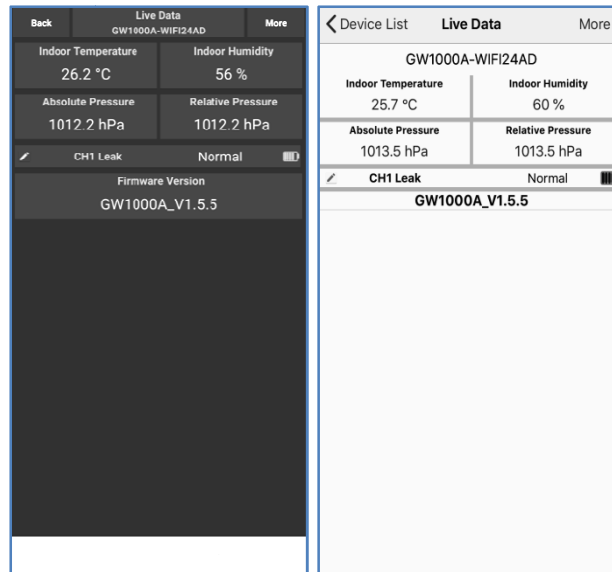 Back
Live Data
GW1000A-WIFI24AD
More
Indoor Temperature
Indoor Humidity
26.2 °C
56 %
Absolute Pressure
Relative Pressure
1012.2 hPa
1012.2 hPa
CH1 Leak
Normal
Firmware Version
GW1000A_V1.5.5
Device List
Live Data
More
GW1000A-WIFI24AD
Indoor Temperature
Indoor Humidity
25.7 °C
60 %
Absolute Pressure
Relative Pressure
1013.5 hPa
1013.5 hPa
CH1 Leak
Normal
GW1000A_V1.5.5